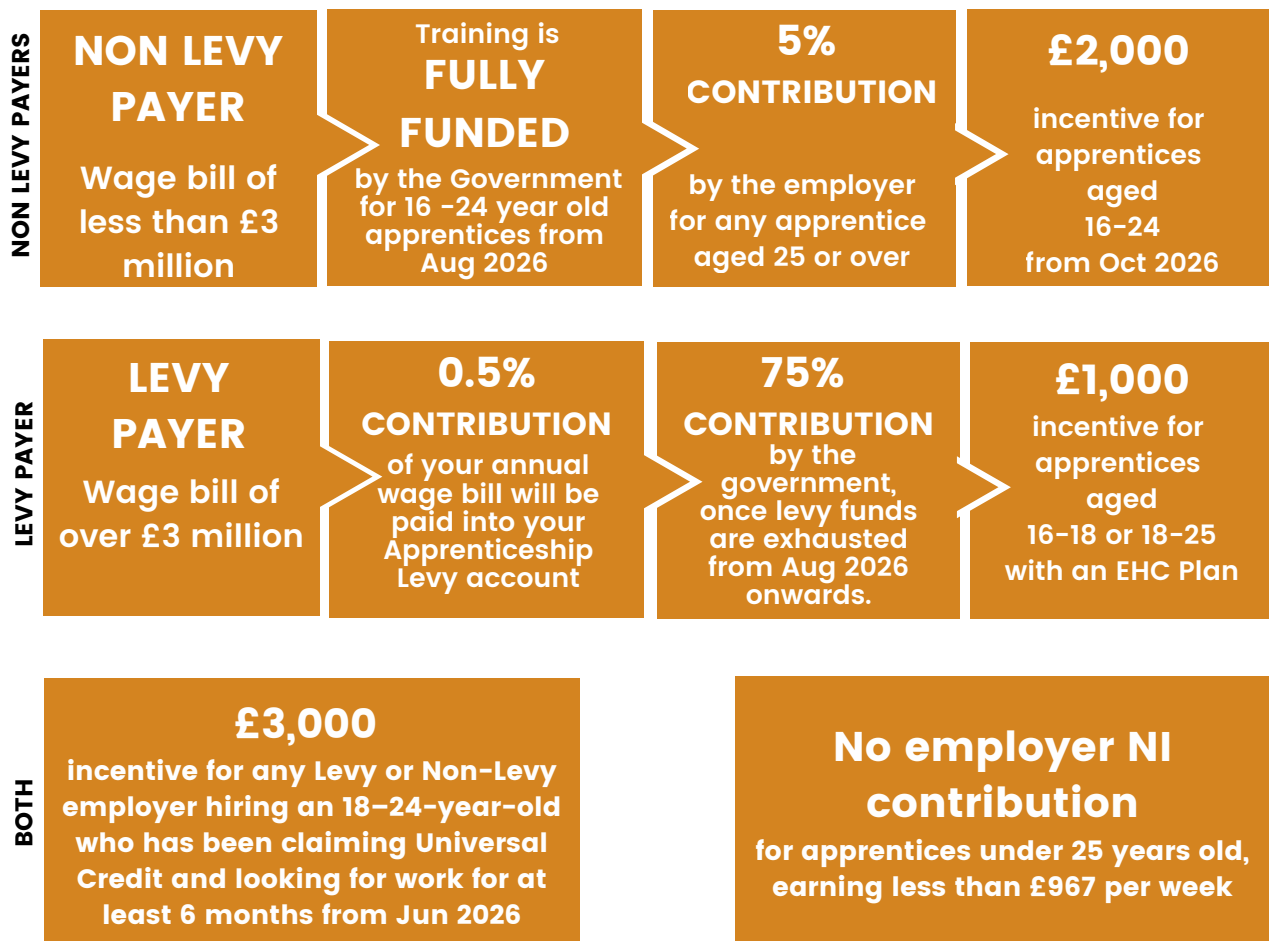 NON LEVY PAYERS
NON LEVY
PAYER
Wage bill of
less than £3
million
Training is
FULLY
FUNDED
by the Government
for 16 -24 year old
apprentices from
Aug 2026
5%
CONTRIBUTION
by the employer
for any apprentice
aged 25 or over
£2,000
incentive for
apprentices
aged
16-24
from Oct 2026
LEVY PAYER
LEVY
PAYER
Wage bill of
over £3 million
0.5%
CONTRIBUTION
of your annual
wage bill will be
paid into your
Apprenticeship
Levy account
75%
CONTRIBUTION
by the
government,
once levy funds
are exhausted
from Aug 2026
onwards.
£1,000
incentive for
apprentices
aged
16-18 or 18-25
with an EHC Plan
BOTH
£3,000
incentive for any Levy or Non-Levy
employer hiring an 18–24-year-old
who has been claiming Universal
Credit and looking for work for at
least 6 months from Jun 2026
No employer NI
contribution
for apprentices under 25 years old,
earning less than £967 per week